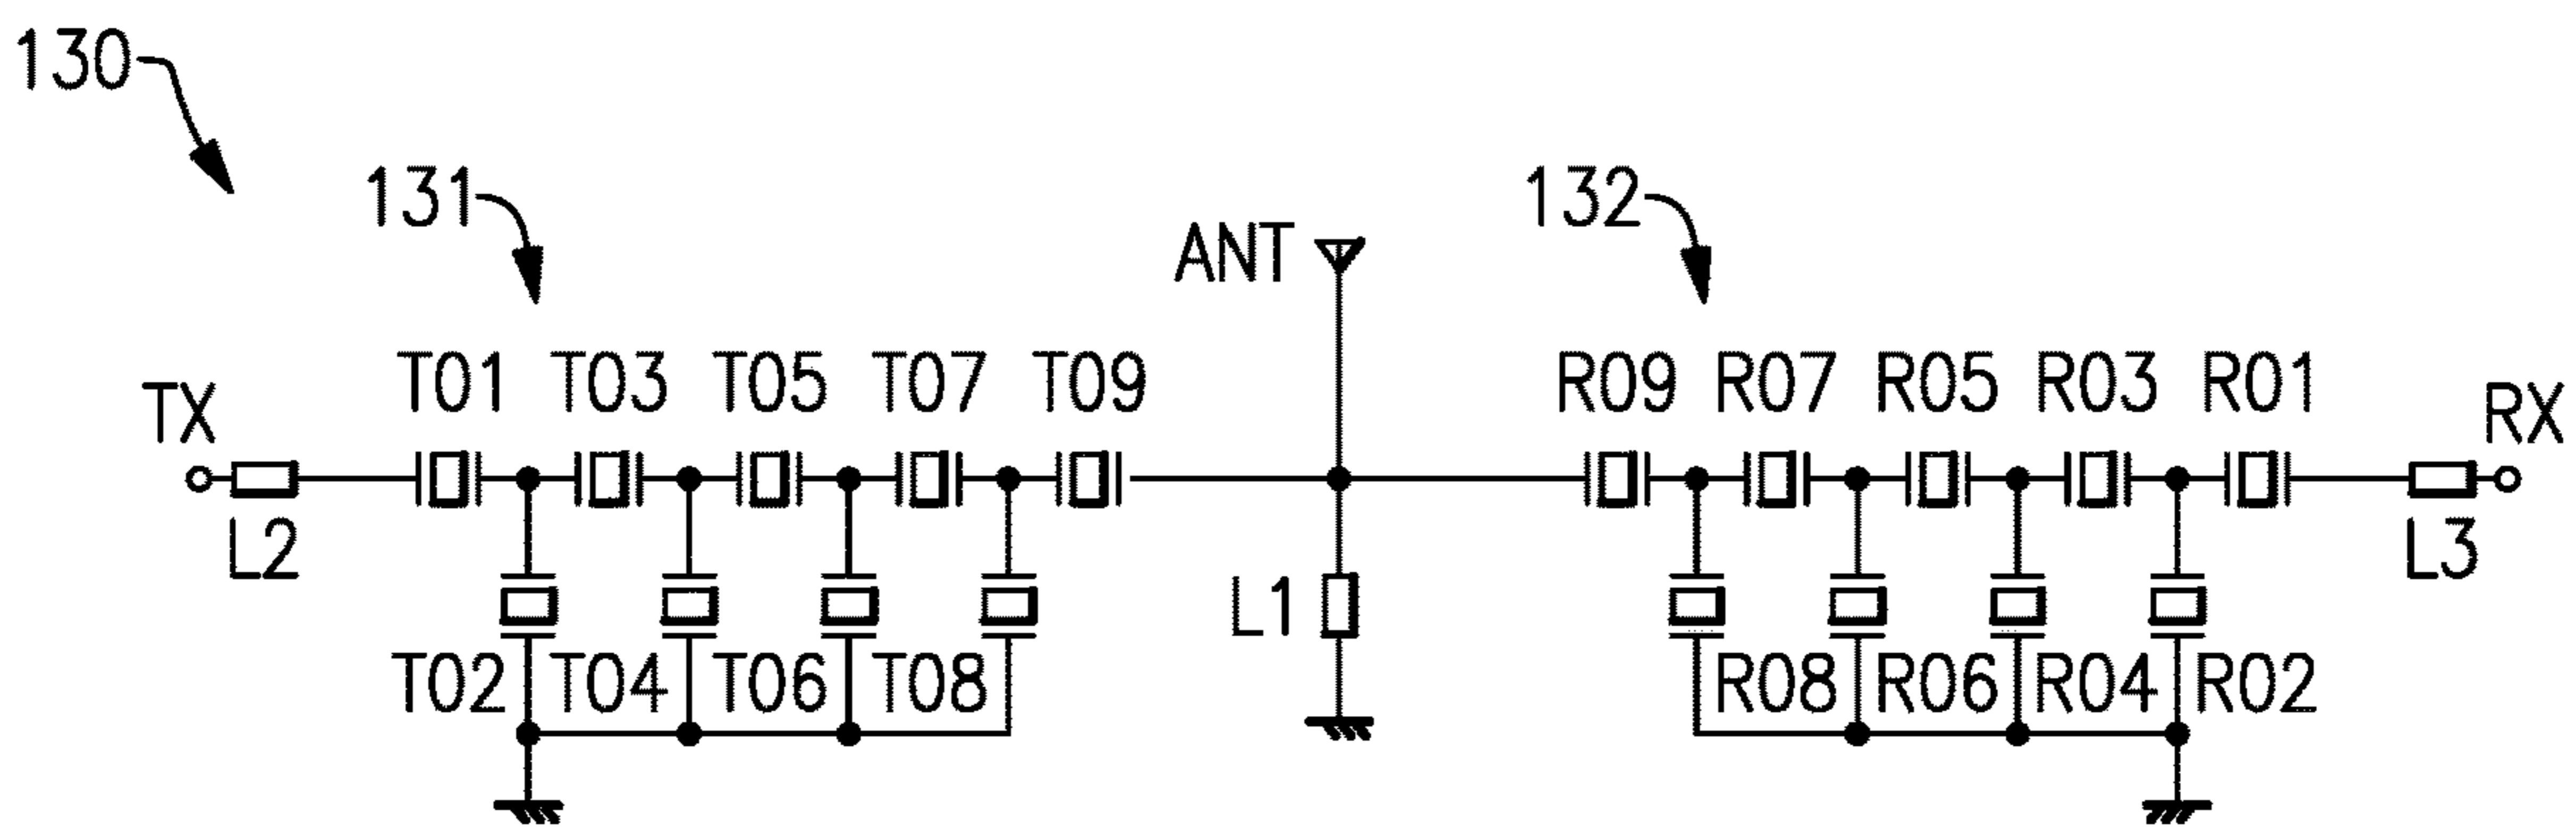 130
131
132
ANT
T01 T03 T05 T07 T09
R09 R07 R05 R03 R01
TX
RX
L2
L3
L1
T02 T04 T06 T08
R08 R06 R04 R02